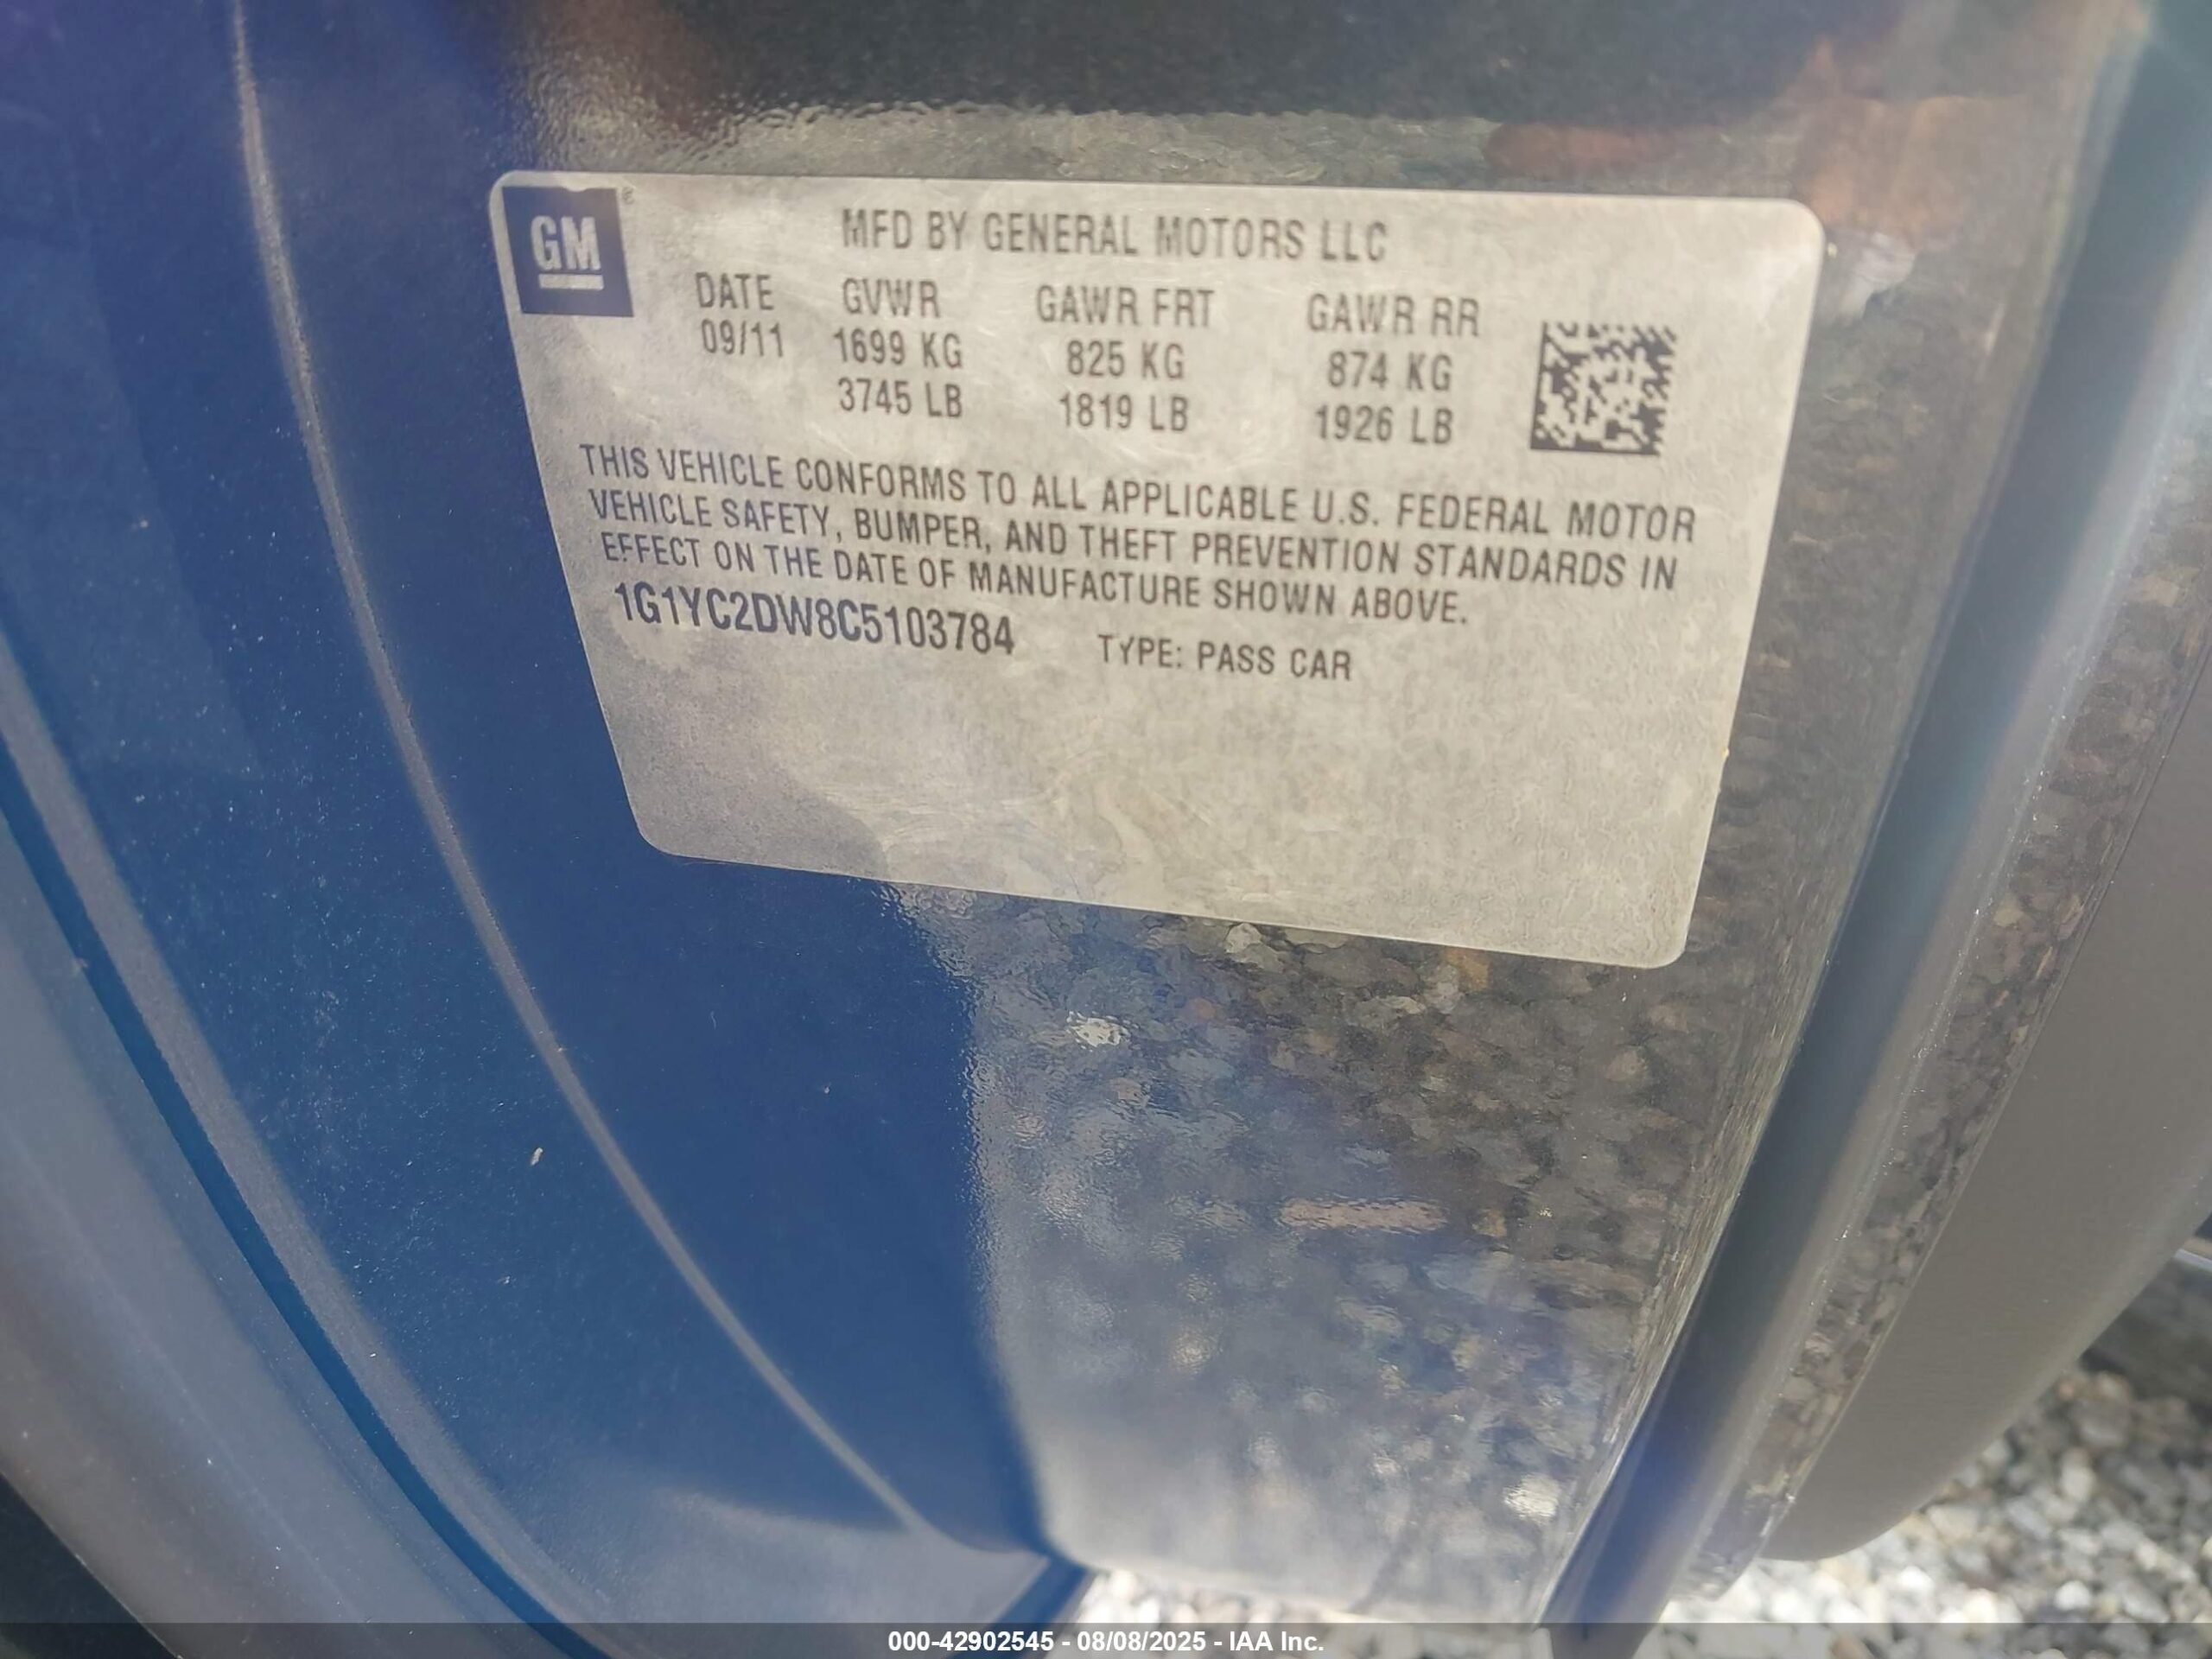 GM ®
MFD BY GENERAL MOTORS LLC
DATE GVWR GAWR FRT GAWR RR
09/11 1699 KG 825 KG 874 KG
3745 LB 1819 LB 1926 LB
THIS VEHICLE CONFORMS TO ALL APPLICABLE U.S. FEDERAL MOTOR
VEHICLE SAFETY, BUMPER, AND THEFT PREVENTION STANDARDS IN
EFFECT ON THE DATE OF MANUFACTURE SHOWN ABOVE.
1G1YC2DW8C5103784 TYPE: PASS CAR
000-42902545 - 08/08/2025 - IAA Inc.